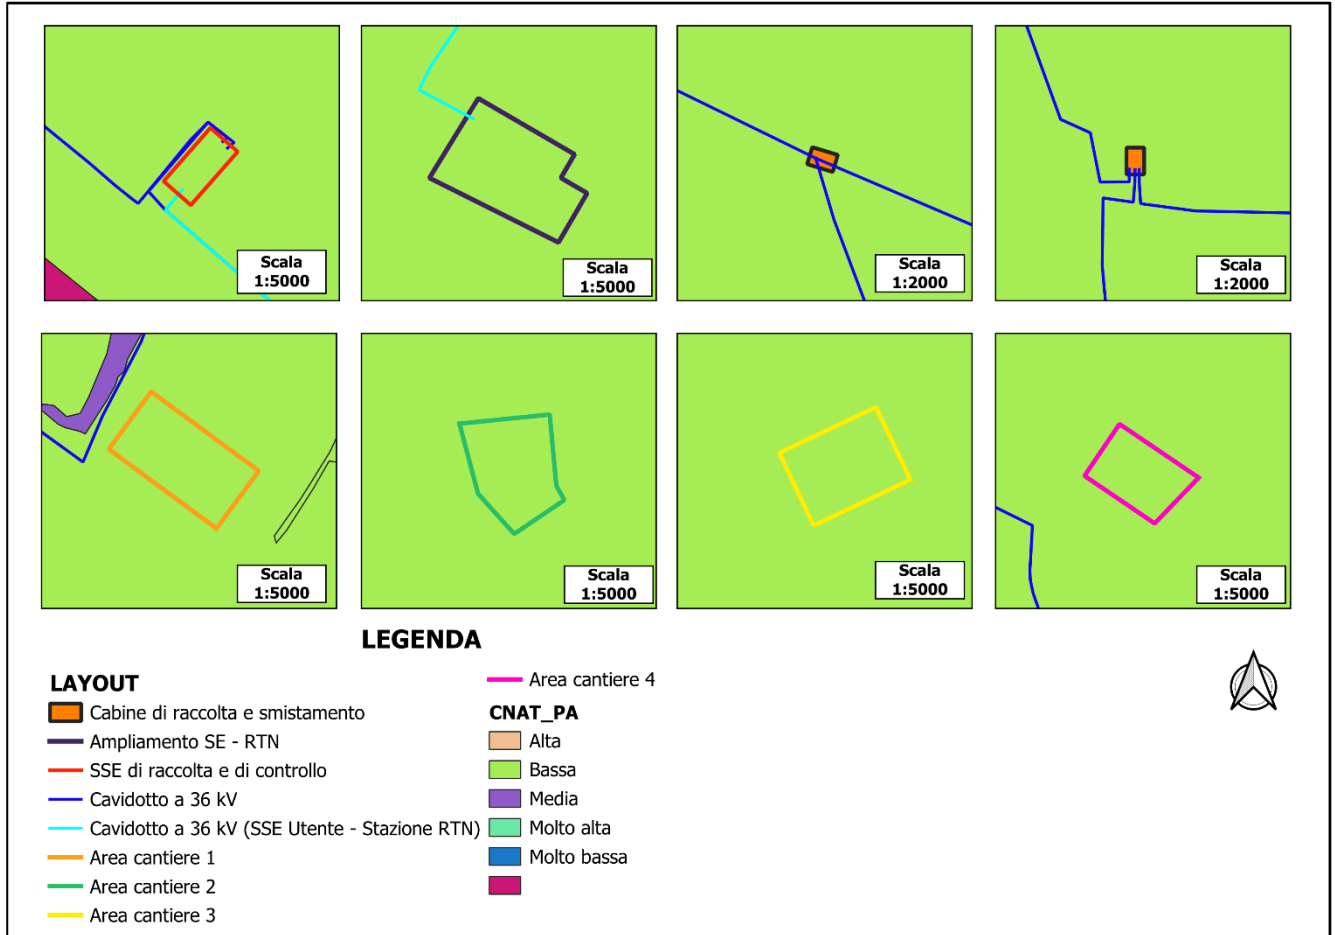 Scala
1:5000
Scala
1:5000
Scala
1:2000
Scala
1:2000
Scala
1:5000
Scala
1:5000
Scala
1:5000
Scala
1:5000
LEGENDA
LAYOUT
Cabine di raccolta e smistamento
Ampliamento SE - RTN
SSE di raccolta e di controllo
Cavidotto a 36 kV
Cavidotto a 36 kV (SSE Utente - Stazione RTN)
Area cantiere 1
Area cantiere 2
Area cantiere 3
Area cantiere 4
CNAT_PA
Alta
Bassa
Media
Molto alta
Molto bassa